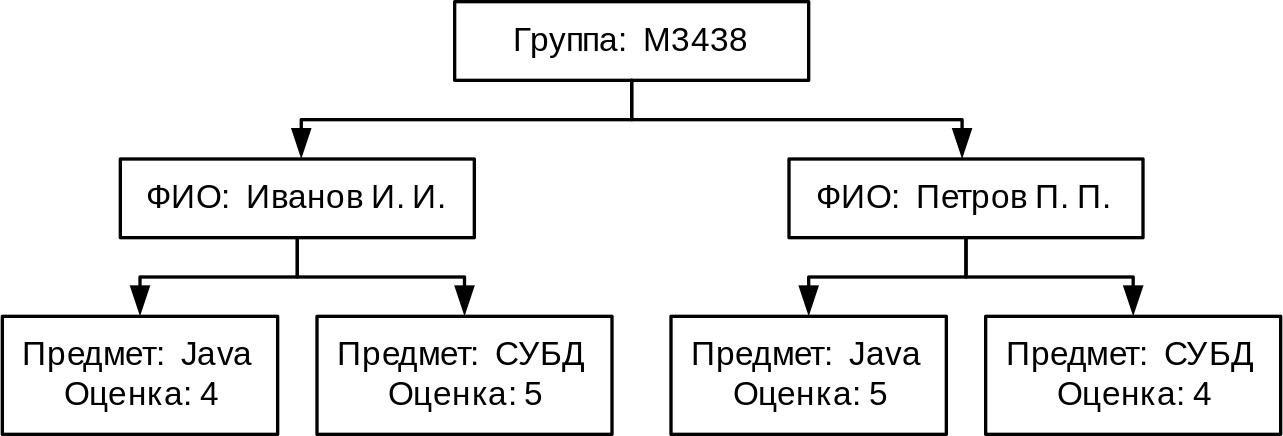 Группа: M3438
ФИО: Иванов И. И.
ФИО: Петров П. П.
Предмет: Java
Оценка: 4
Предмет: СУБД
Оценка: 5
Предмет: Java
Оценка: 5
Предмет: СУБД
Оценка: 4